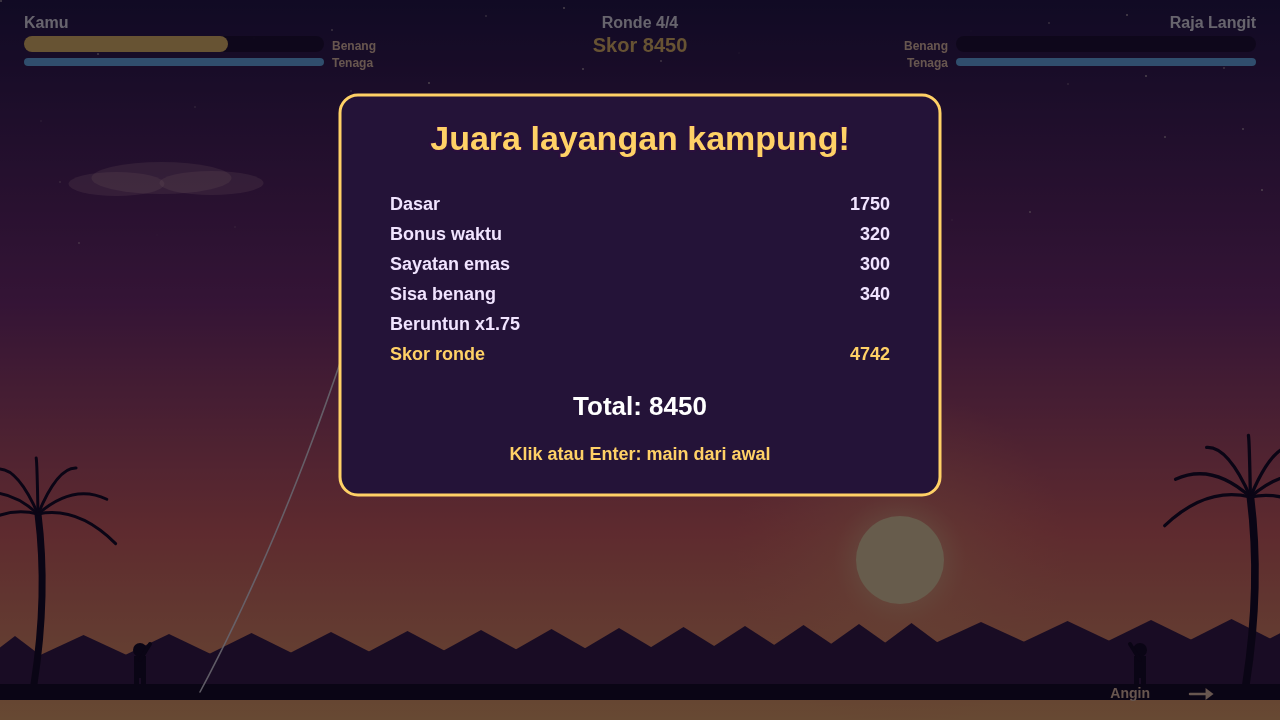 Kamu
Benang
Tenaga
Ronde 4/4
Skor 8450
Raja Langit
Benang
Tenaga
Juara layangan kampung!
Dasar 1750
Bonus waktu 320
Sayatan emas 300
Sisa benang 340
Beruntun x1.75
Skor ronde 4742
Total: 8450
Klik atau Enter: main dari awal
Angin